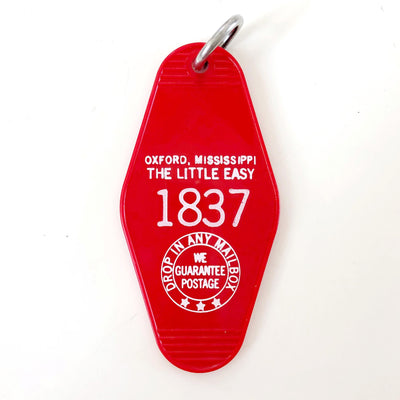 OXFORD, MISSISSIPPI
THE LITTLE EASY
1837
DROP IN ANY MAILBOX
WE
GUARANTEE
POSTAGE